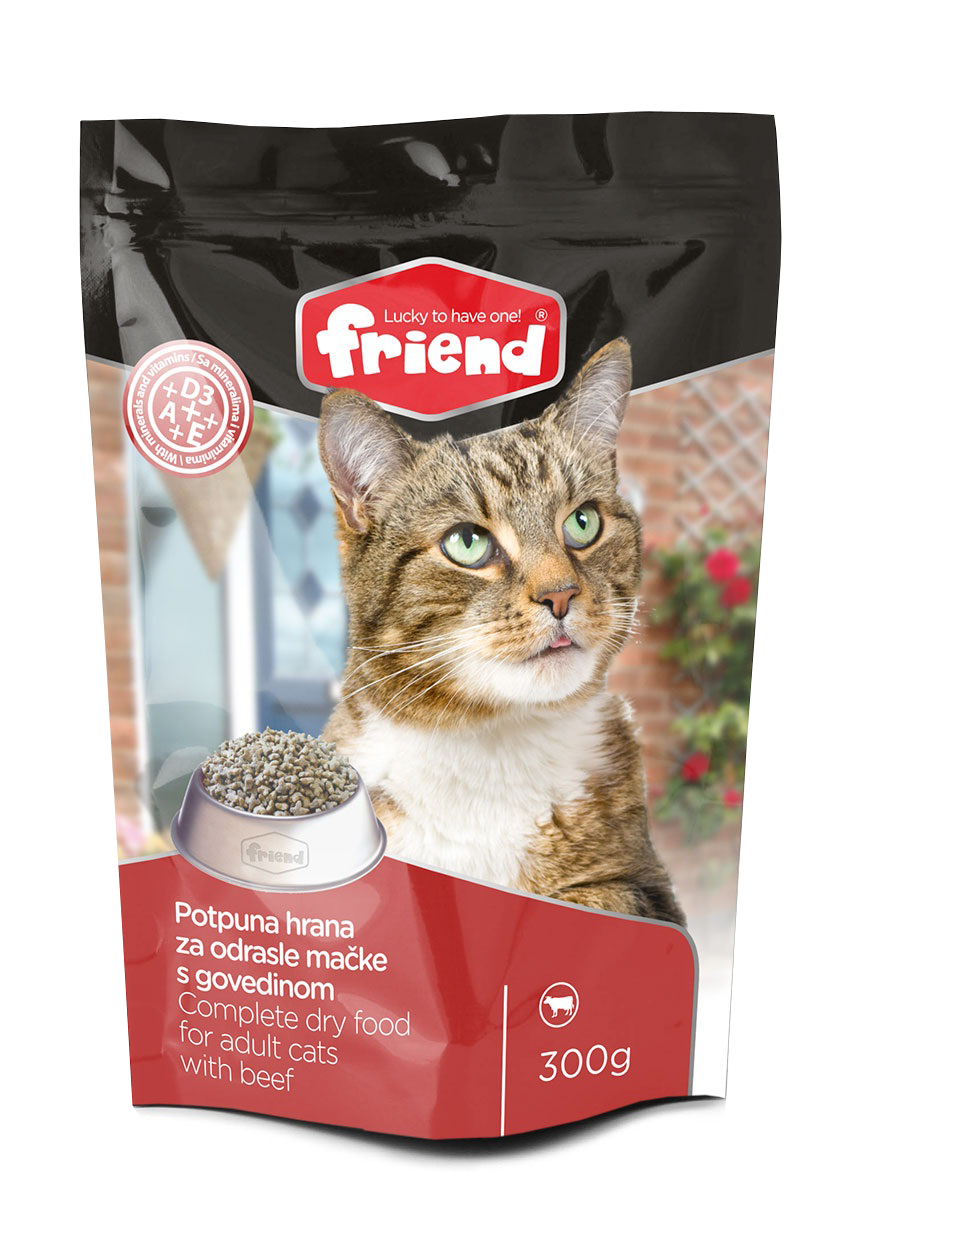 Lucky to have one! ®
friend
With minerals and vitamins / Sa mineralima i vitaminima /
+D3
A++
+E
friend
Potpuna hrana
za odrasle mačke
s govedinom
Complete dry food
for adult cats
with beef
300g